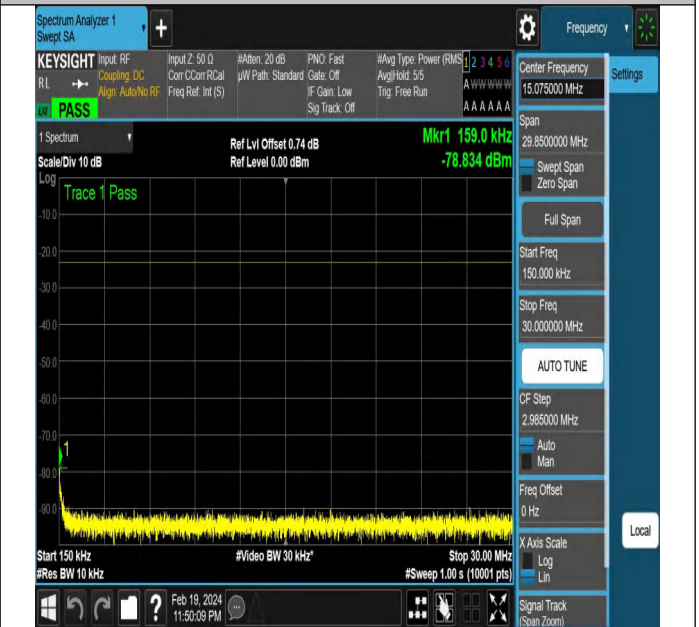 Spectrum Analyzer 1
Swept SA
+
Frequency
KEYSIGHT
RL
PASS
Input: RF
Coupling: DC
Align: Auto/No RF
Input Z: 50 Ω
Corr CCorr RCal
Freq Ref: Int (S)
#Atten: 20 dB
µW Path: Standard
PNO: Fast
Gate: Off
IF Gain: Low
Sig Track: Off
#Avg Type: Power (RMS
Avg|Hold: 5/5
Trig: Free Run
1 2 3 4 5 6
A W W W W W
A A A A A A
1 Spectrum
Scale/Div 10 dB
Log
Ref Lvl Offset 0.74 dB
Ref Level 0.00 dBm
Mkr1 159.0 kHz
-78.834 dBm
Trace 1 Pass
-10.0
-20.0
-30.0
-40.0
-50.0
-60.0
-70.0
1
-80.0
-90.0
Start 150 kHz
#Res BW 10 kHz
#Video BW 30 kHz*
Stop 30.00 MHz
#Sweep 1.00 s (10001 pts)
Feb 19, 2024
11:50:09 PM
?
Settings
Center Frequency
15.075000 MHz
Span
29.8500000 MHz
Swept Span
Zero Span
Full Span
Start Freq
150.000 kHz
Stop Freq
30.000000 MHz
AUTO TUNE
CF Step
2.985000 MHz
Auto
Man
Freq Offset
0 Hz
X Axis Scale
Log
Lin
Local
Signal Track
(Span Zoom)